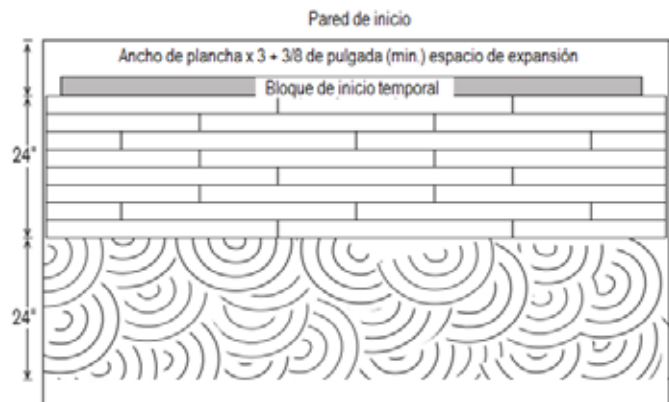 Pared de inicio
Ancho de plancha x 3 + 3/8 de pulgada (min.) espacio de expansión
Bloque de inicio temporal
24"
24"